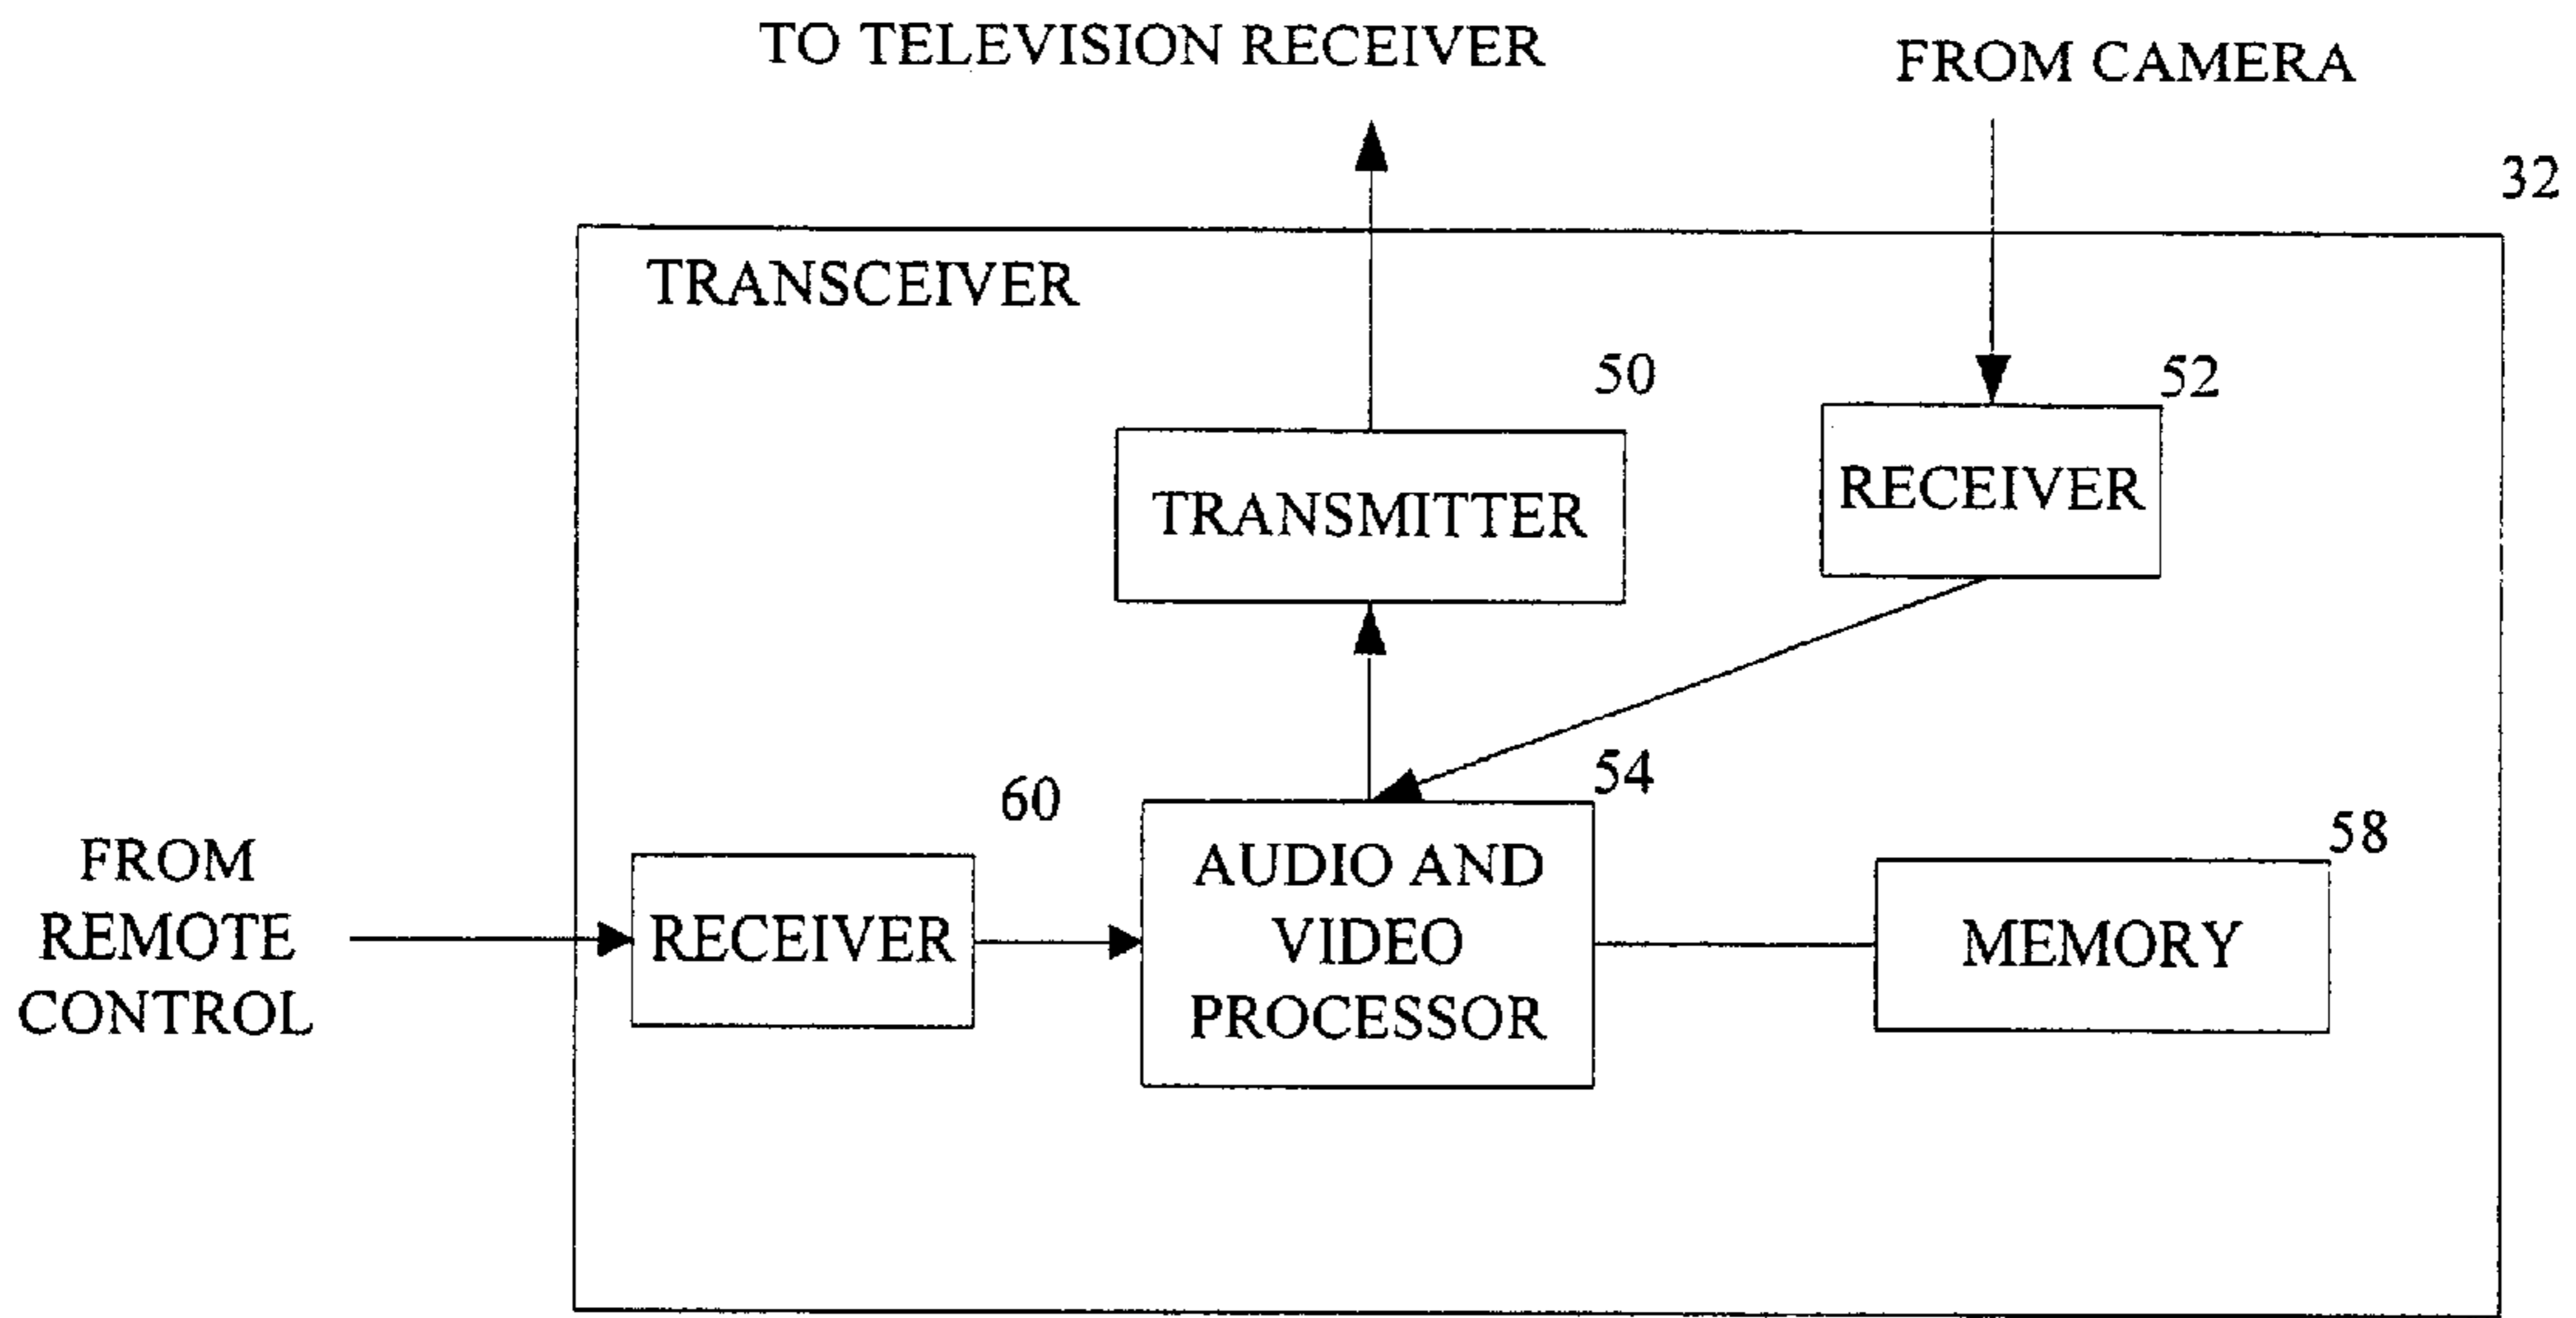 TO TELEVISION RECEIVER
FROM CAMERA
32
TRANSCEIVER
50
52
TRANSMITTER
RECEIVER
60
54
58
FROM
REMOTE
CONTROL
RECEIVER
AUDIO AND
VIDEO
PROCESSOR
MEMORY